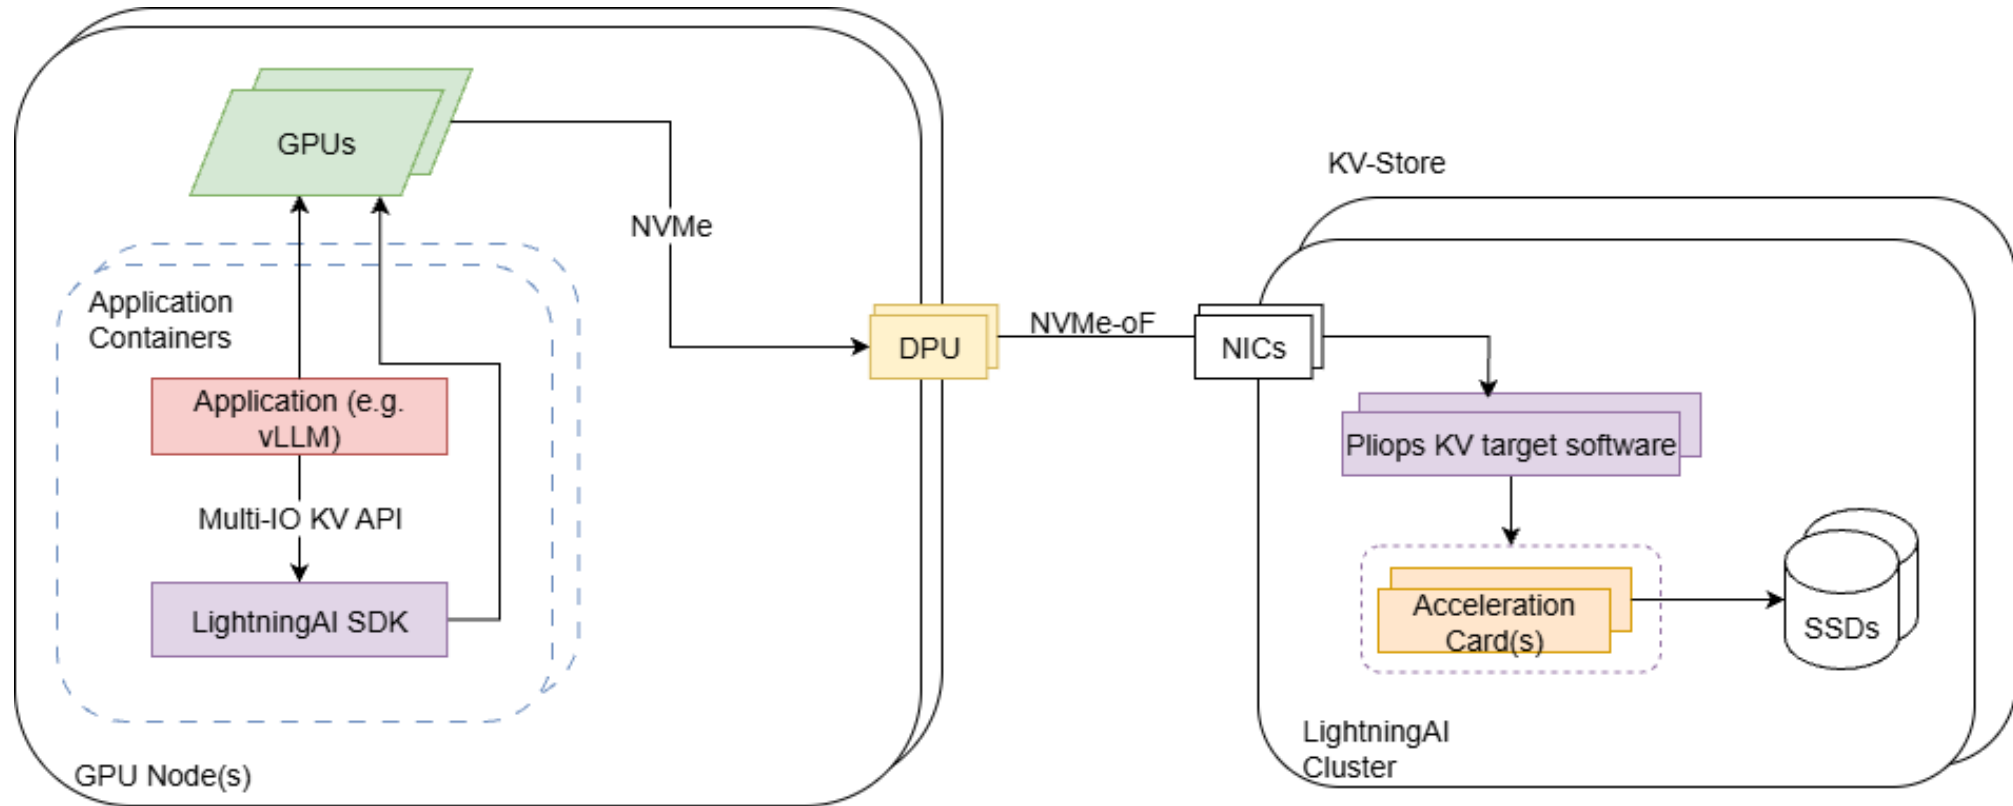 GPUs
NVMe
Application
Containers
Application (e.g.
vLLM)
Multi-IO KV API
LightningAI SDK
GPU Node(s)
DPU
NVMe-oF
KV-Store
NICs
Pliops KV target software
Acceleration
Card(s)
SSDs
LightningAI
Cluster